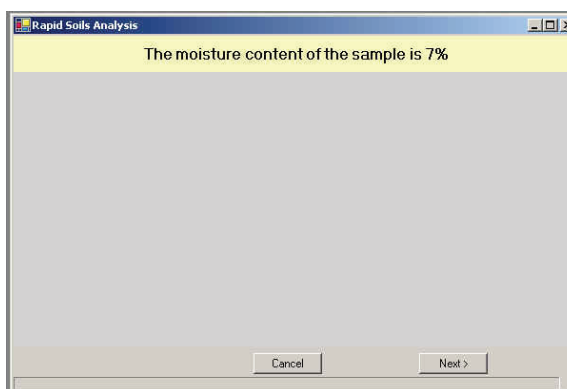 Rapid Soils Analysis
The moisture content of the sample is 7%
Cancel
Next >